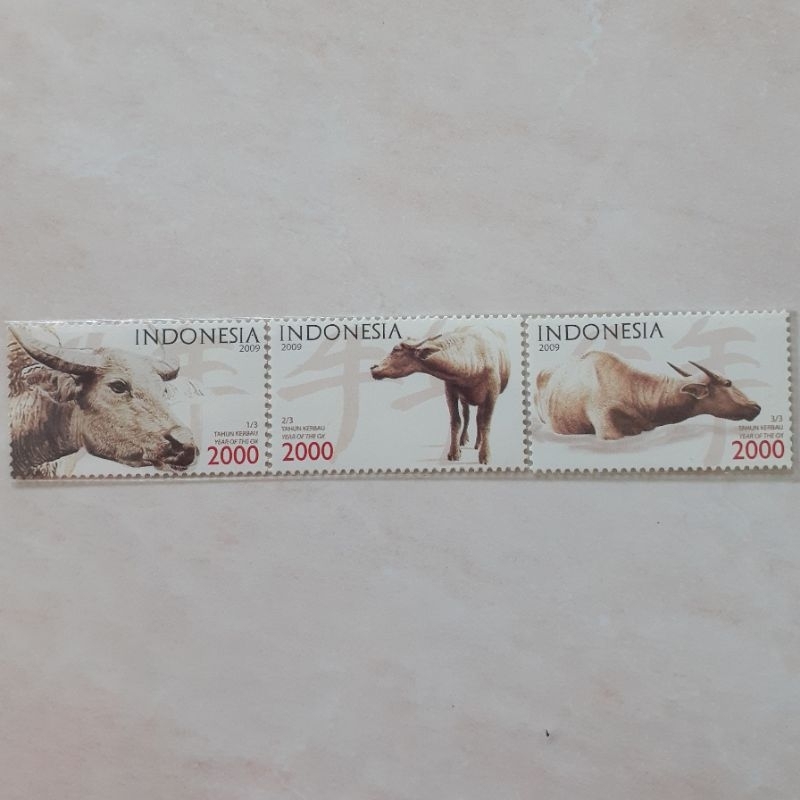 INDONESIA
2009
1/3
TAHUN KERBAU
YEAR OF THE OX
2000
INDONESIA
2009
2/3
TAHUN KERBAU
YEAR OF THE OX
2000
INDONESIA
2009
3/3
TAHUN KERBAU
YEAR OF THE OX
2000